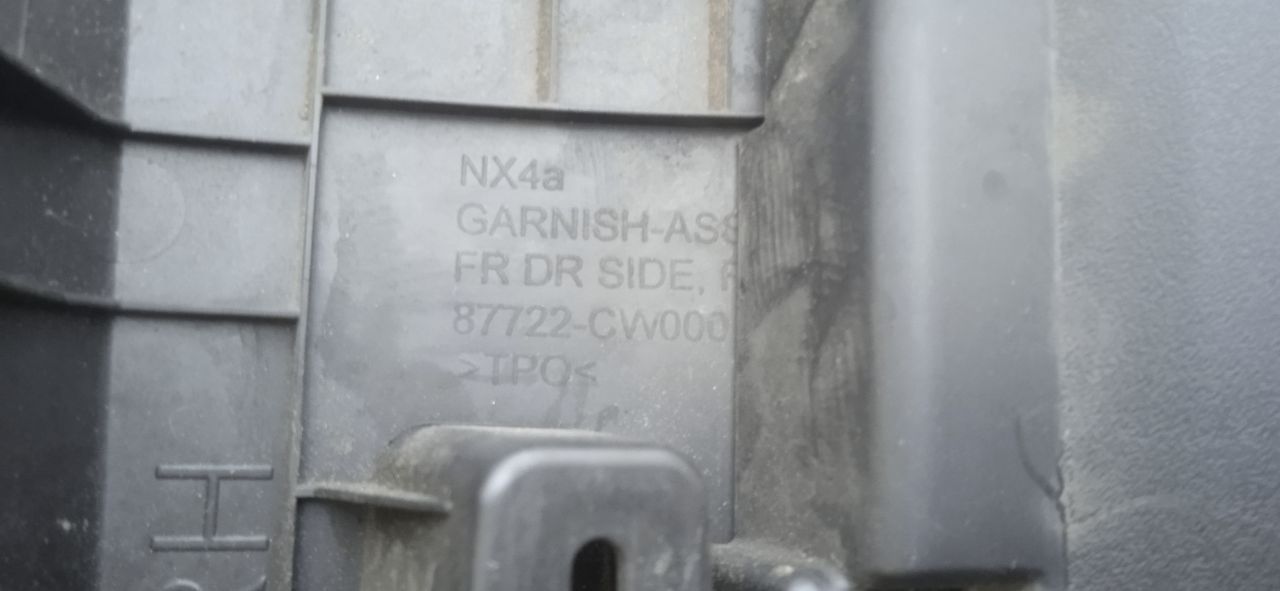 NX4a
GARNISH-ASS
FR DR SIDE,
87722-CW000
>TPO<
H